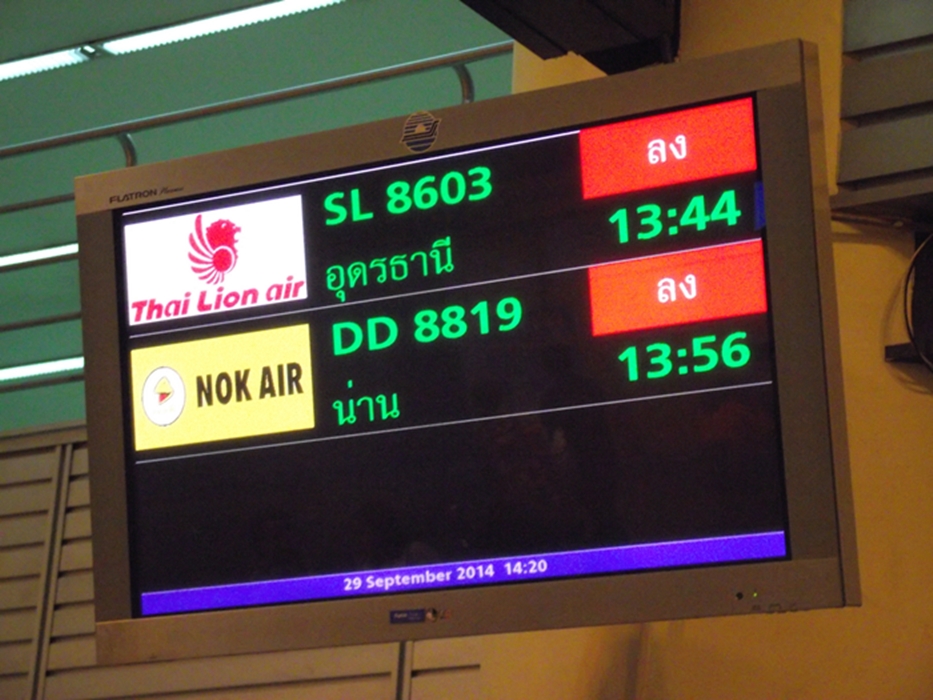 FLATRON
ลง
SL 8603
13:44
Thai Lion air
อุดรธานี
ลง
DD 8819
13:56
NOK AIR
น่าน
29 September 2014 14:20